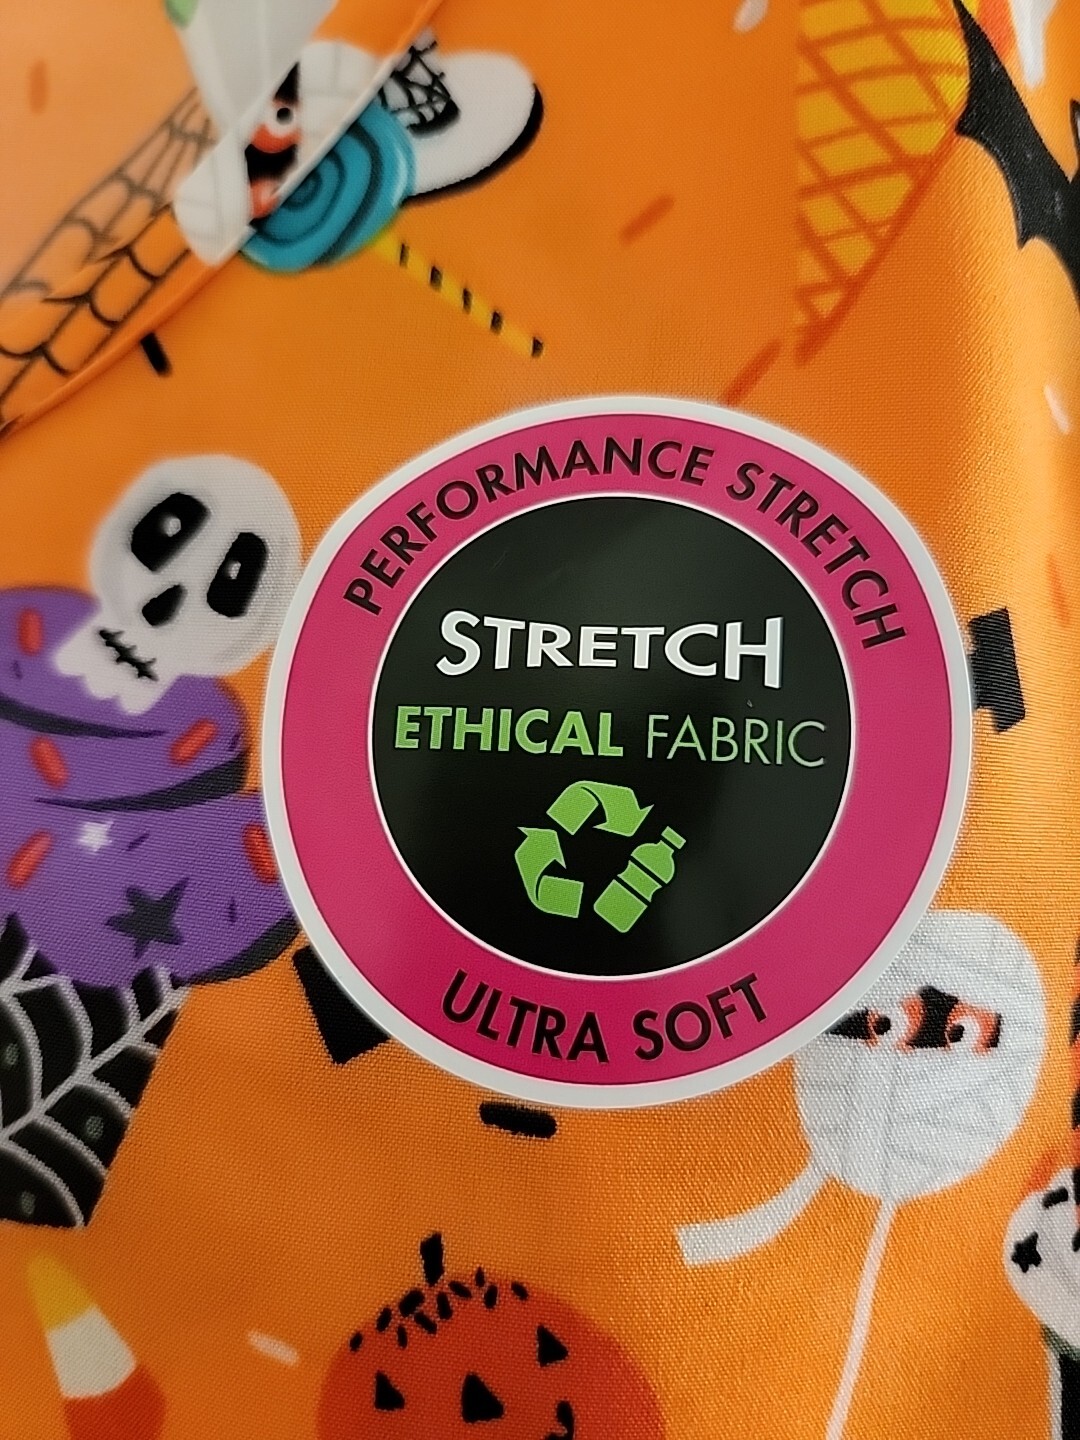 PERFORMANCE STRETCH
STRETCH
ETHICAL FABRIC
ULTRA SOFT